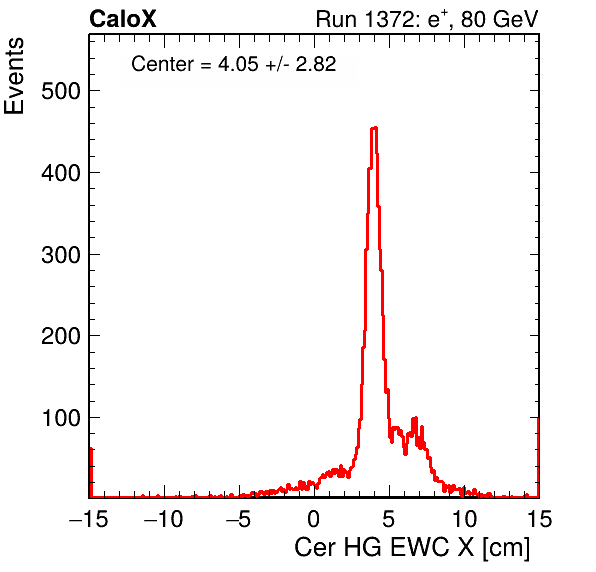 CaloX Run 1372: e⁺, 80 GeV
Center = 4.05 +/- 2.82
Events
500
400
300
200
100
−15 −10 −5 0 5 10 15
Cer HG EWC X [cm]